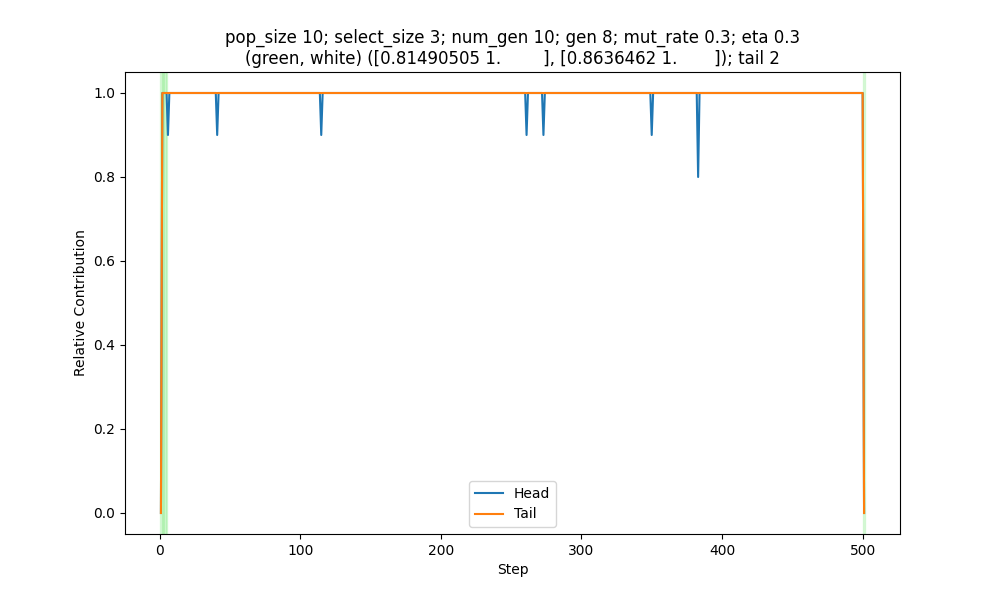 pop_size 10; select_size 3; num_gen 10; gen 8; mut_rate 0.3; eta 0.3
(green, white) ([0.81490505 1.        ], [0.8636462 1.       ]); tail 2
1.0
0.8
0.6
0.4
0.2
0.0
Relative Contribution
Head
Tail
0
100
200
300
400
500
Step